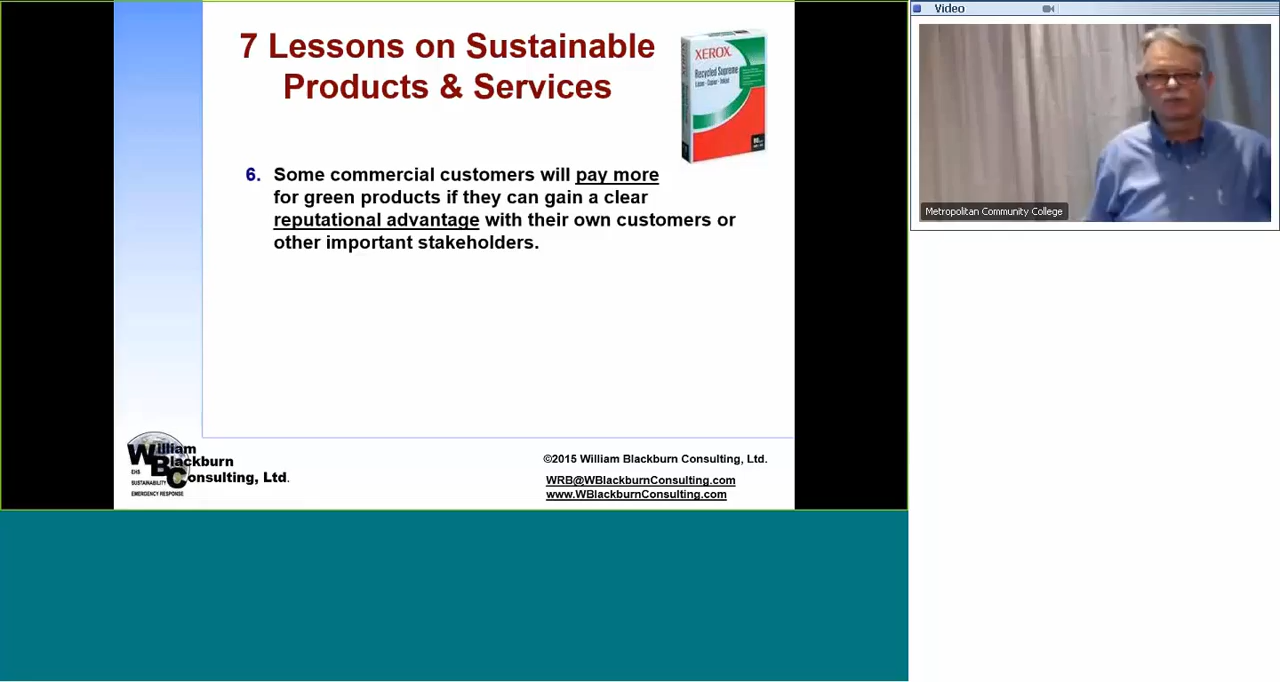 7 Lessons on Sustainable
Products & Services
XEROX
Recycled Supreme
Laser - Copier - Inkjet
6. Some commercial customers will pay more
for green products if they can gain a clear
reputational advantage with their own customers or
other important stakeholders.
William
Blackburn
Consulting, Ltd.
EHS
SUSTAINABILITY
EMERGENCY RESPONSE
©2015 William Blackburn Consulting, Ltd.
WRB@WBlackburnConsulting.com
www.WBlackburnConsulting.com
Video
Metropolitan Community College